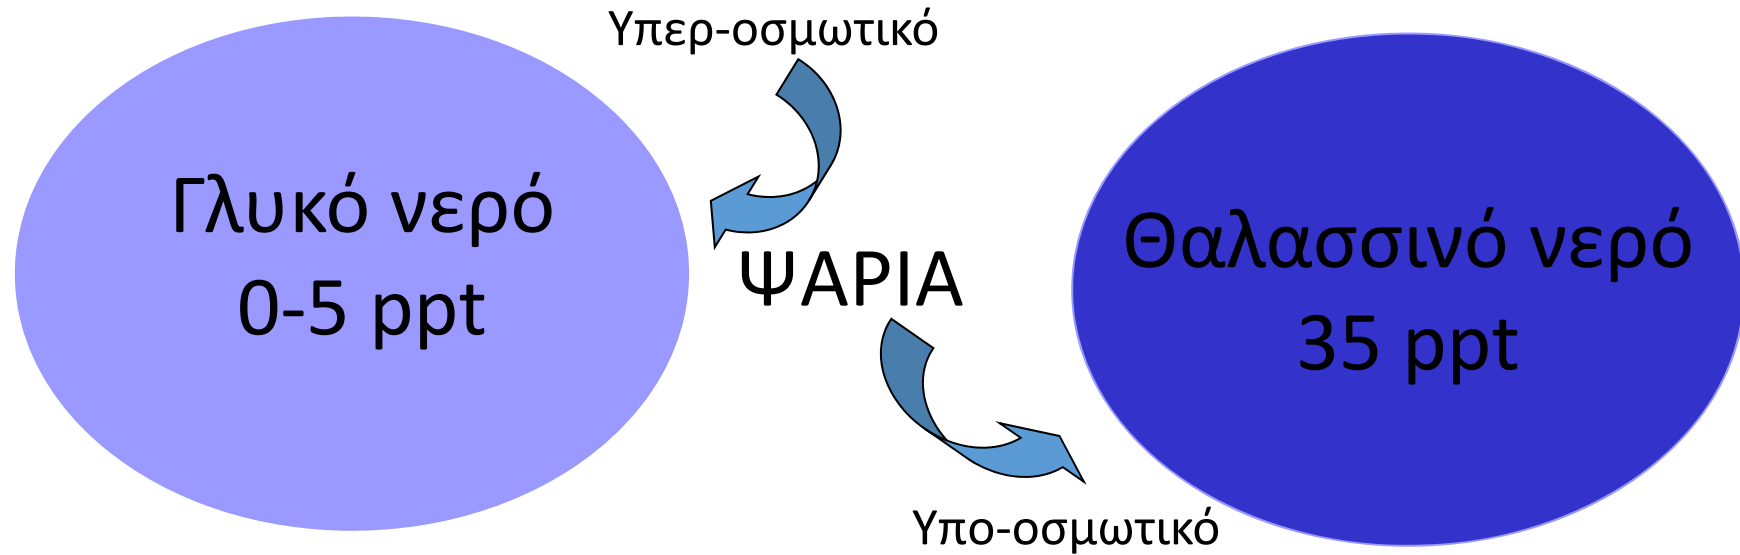 Υπερ-οσμωτικό
Γλυκό νερό
0-5 ppt
ΨΑΡΙΑ
Θαλασσινό νερό
35 ppt
Υπο-οσμωτικό